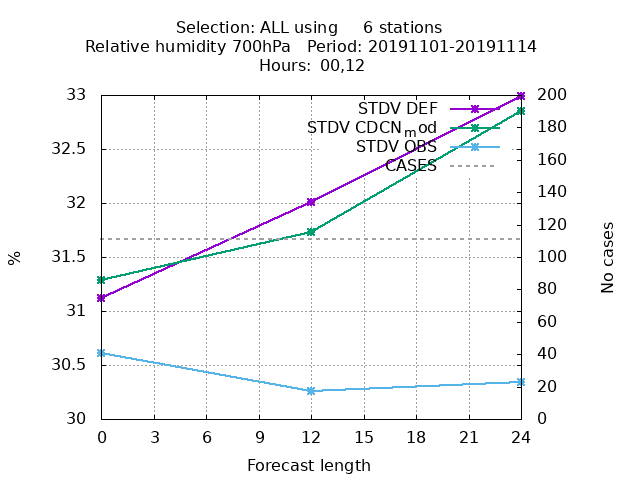 Selection: ALL using     6 stations
Relative humidity 700hPa   Period: 20191101-20191114
Hours: 00,12
33
32.5
32
31.5
31
30.5
30
%
STDV DEF
STDV CDCNmod
STDV OBS
CASES
200
180
160
140
120
100
80
60
40
20
0
No cases
0 3 6 9 12 15 18 21 24
Forecast length